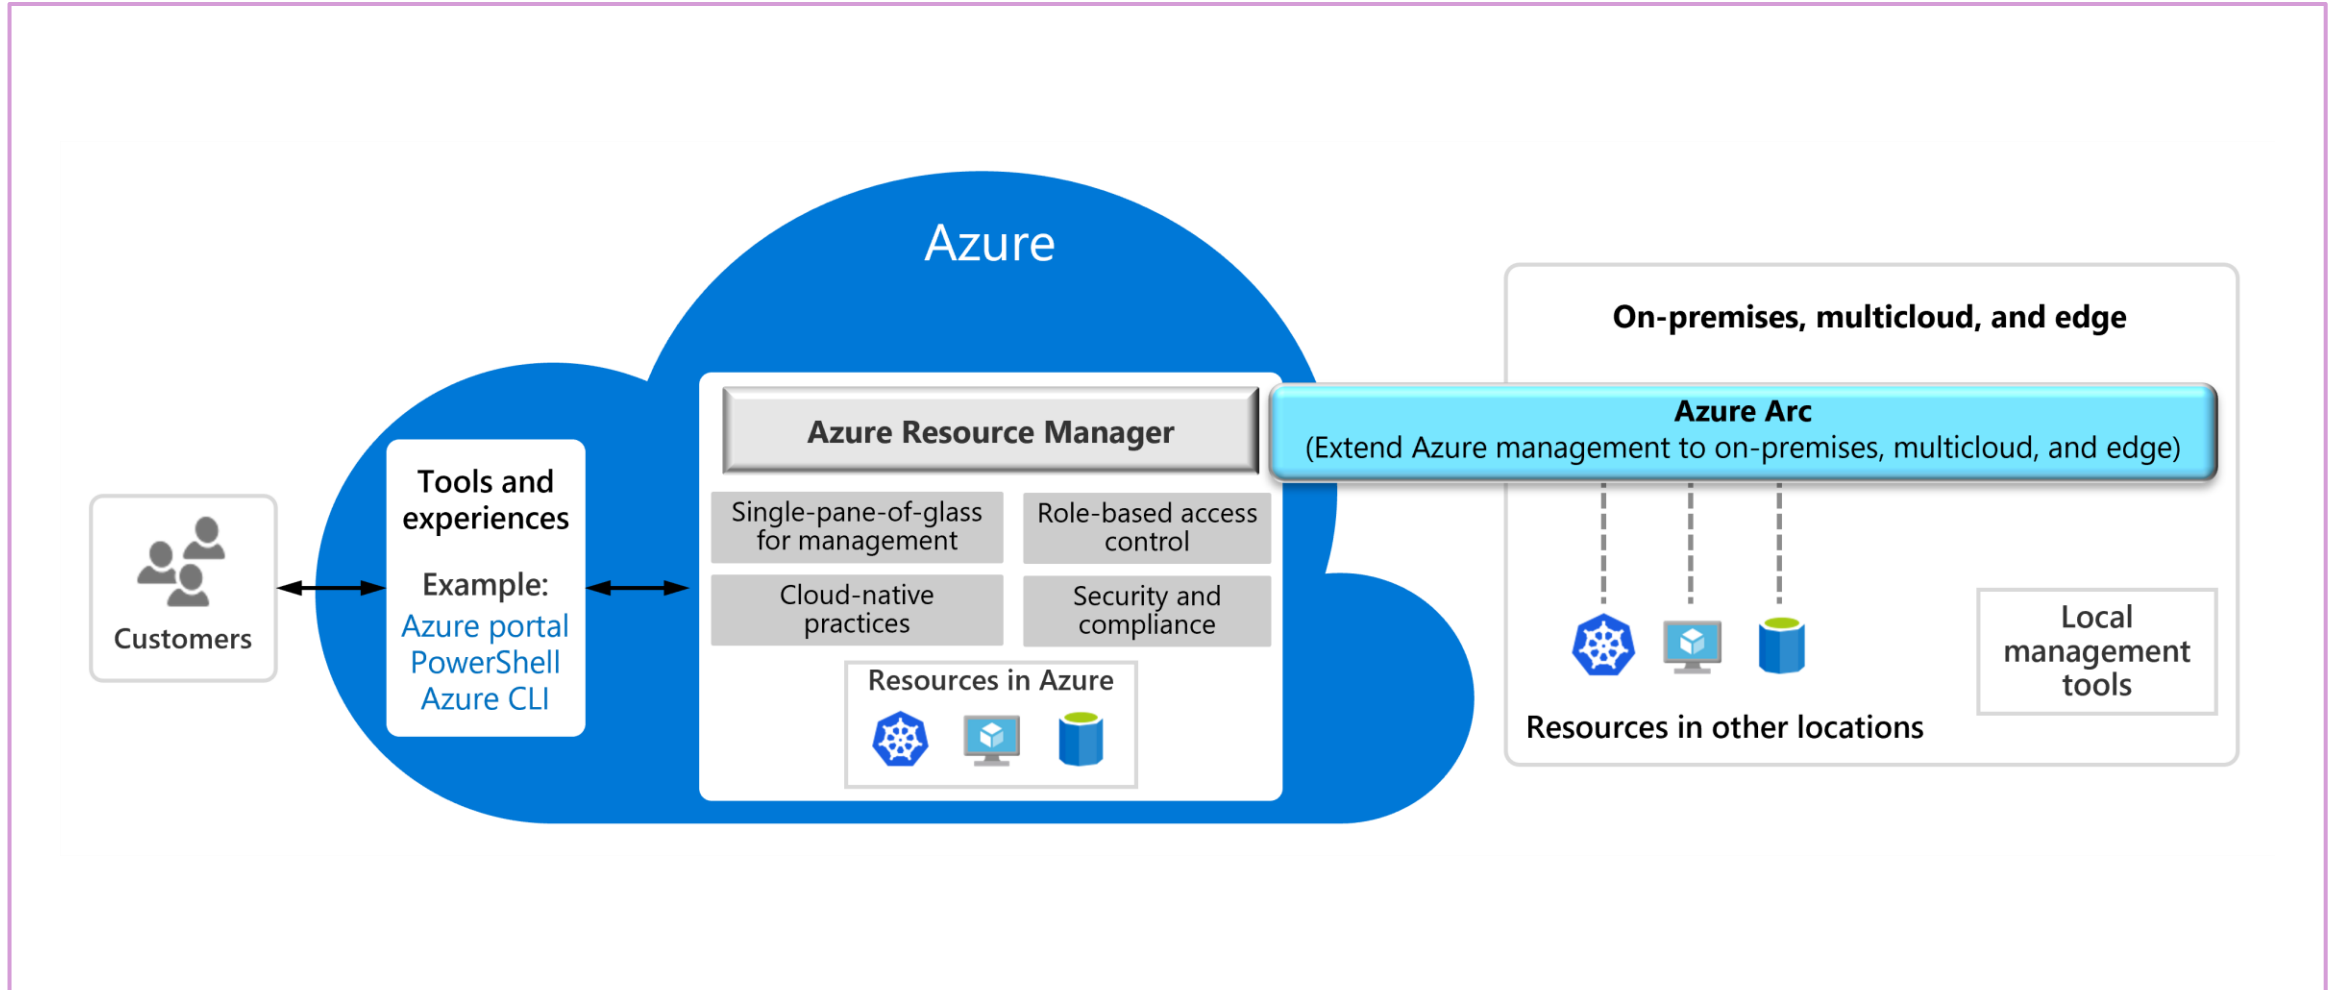 Azure
On-premises, multicloud, and edge
Azure Resource Manager
Azure Arc
(Extend Azure management to on-premises, multicloud, and edge)
Tools and
experiences
Example:
Azure portal
PowerShell
Azure CLI
Customers
Single-pane-of-glass
for management
Role-based access
control
Cloud-native
practices
Security and
compliance
Resources in Azure
Local
management
tools
Resources in other locations